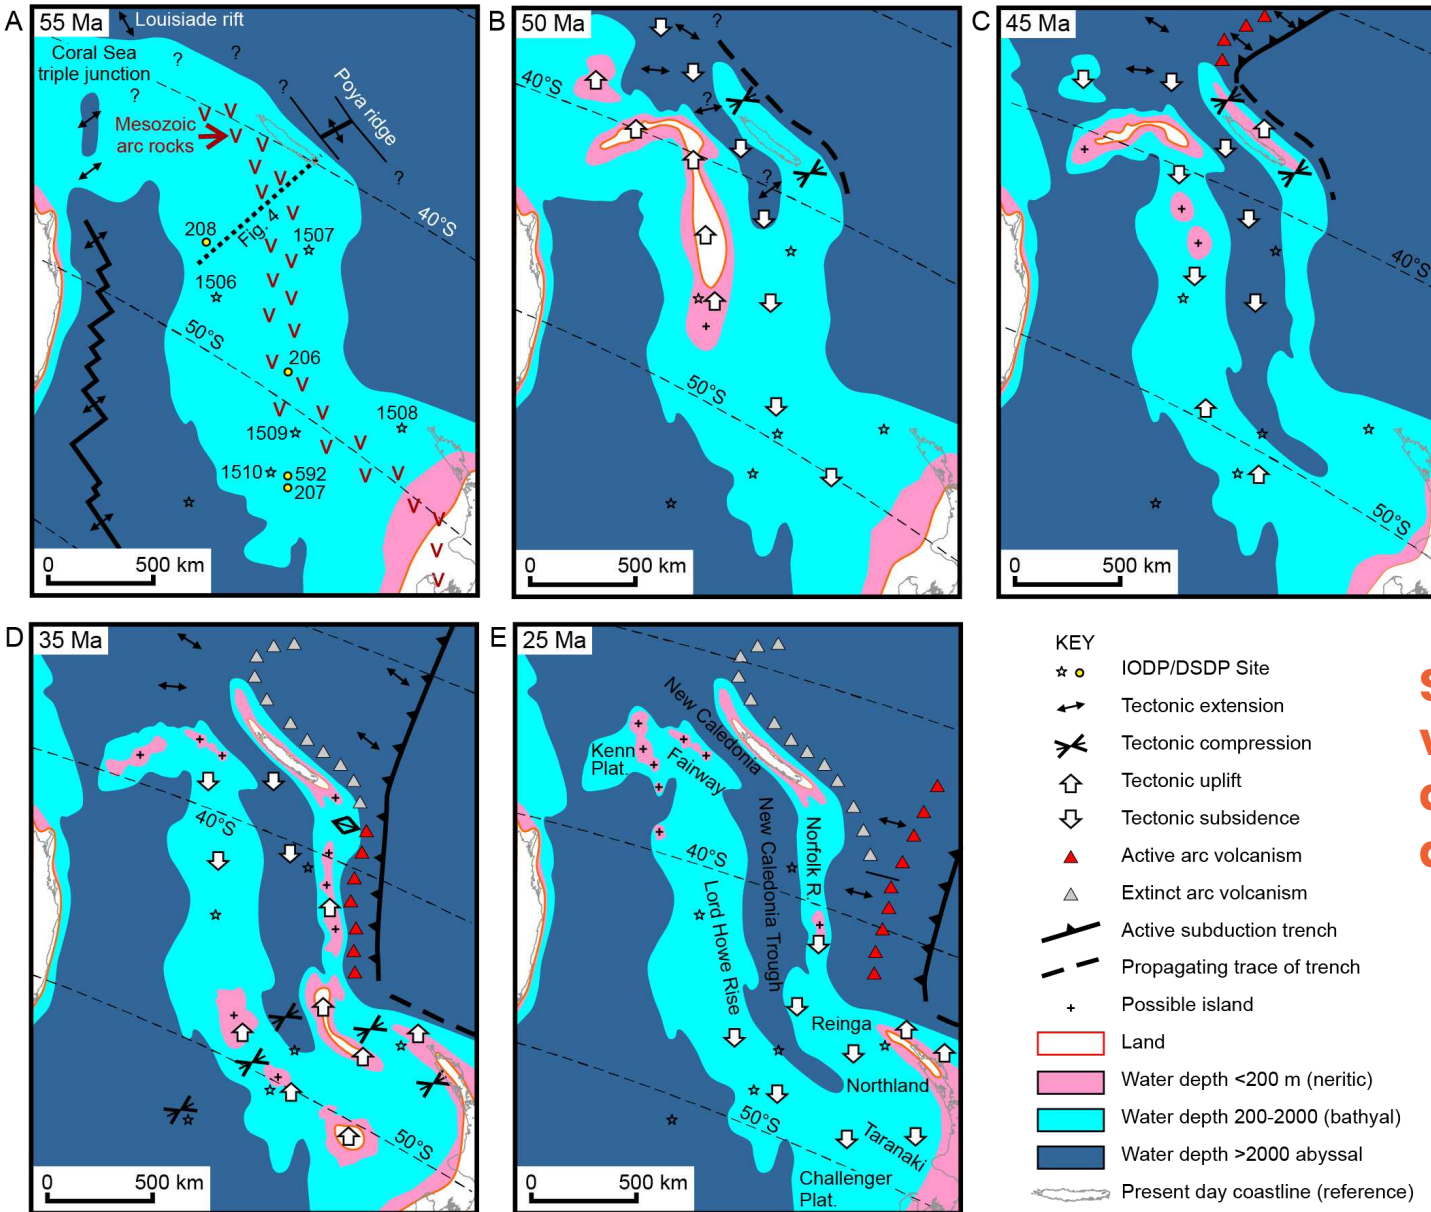 A
55 Ma
Louisiade rift
Coral Sea
triple junction
?
?
?
?
Poya ridge
Mesozoic
arc rocks
V V V V V V V V V V V V V V V V V V V V V V V V V V V
Fig. 4
40°S
208
1507
1506
50°S
206
1508
1509
1510
592
207
0 500 km
B
50 Ma
?
40°S
?
?
50°S
0 500 km
C
45 Ma
40°S
50°S
0 500 km
D
35 Ma
40°S
50°S
0 500 km
E
25 Ma
New Caledonia
Kenn
Plat.
Fairway
New Caledonia Trough
Norfolk R.
40°S
Lord Howe Rise
Reinga
Northland
50°S
Taranaki
Challenger
Plat.
0 500 km
KEY
IODP/DSDP Site
Tectonic extension
Tectonic compression
Tectonic uplift
Tectonic subsidence
Active arc volcanism
Extinct arc volcanism
Active subduction trench
Propagating trace of trench
Possible island
Land
Water depth <200 m (neritic)
Water depth 200-2000 (bathyal)
Water depth >2000 abyssal
Present day coastline (reference)